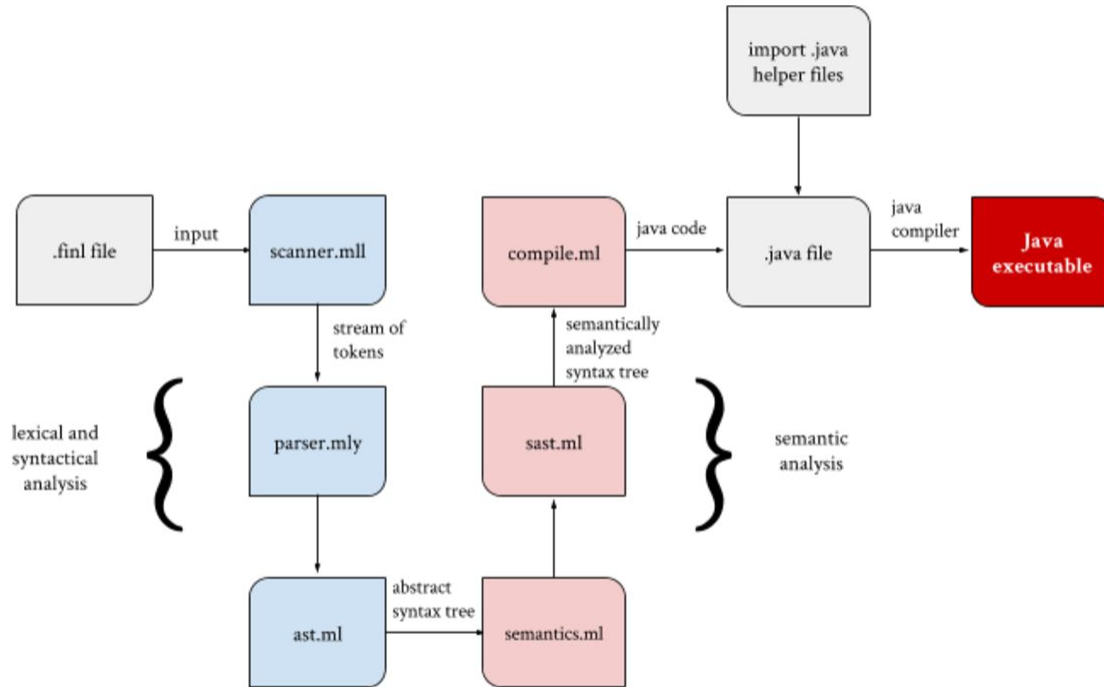 import .java
helper files
.finl file
input
scanner.mll
compile.ml
java code
.java file
java
compiler
Java
executable
stream of
tokens
semantically
analyzed
syntax tree
lexical and
syntactical
analysis
{
parser.mly
sast.ml
}
semantic
analysis
ast.ml
abstract
syntax tree
semantics.ml